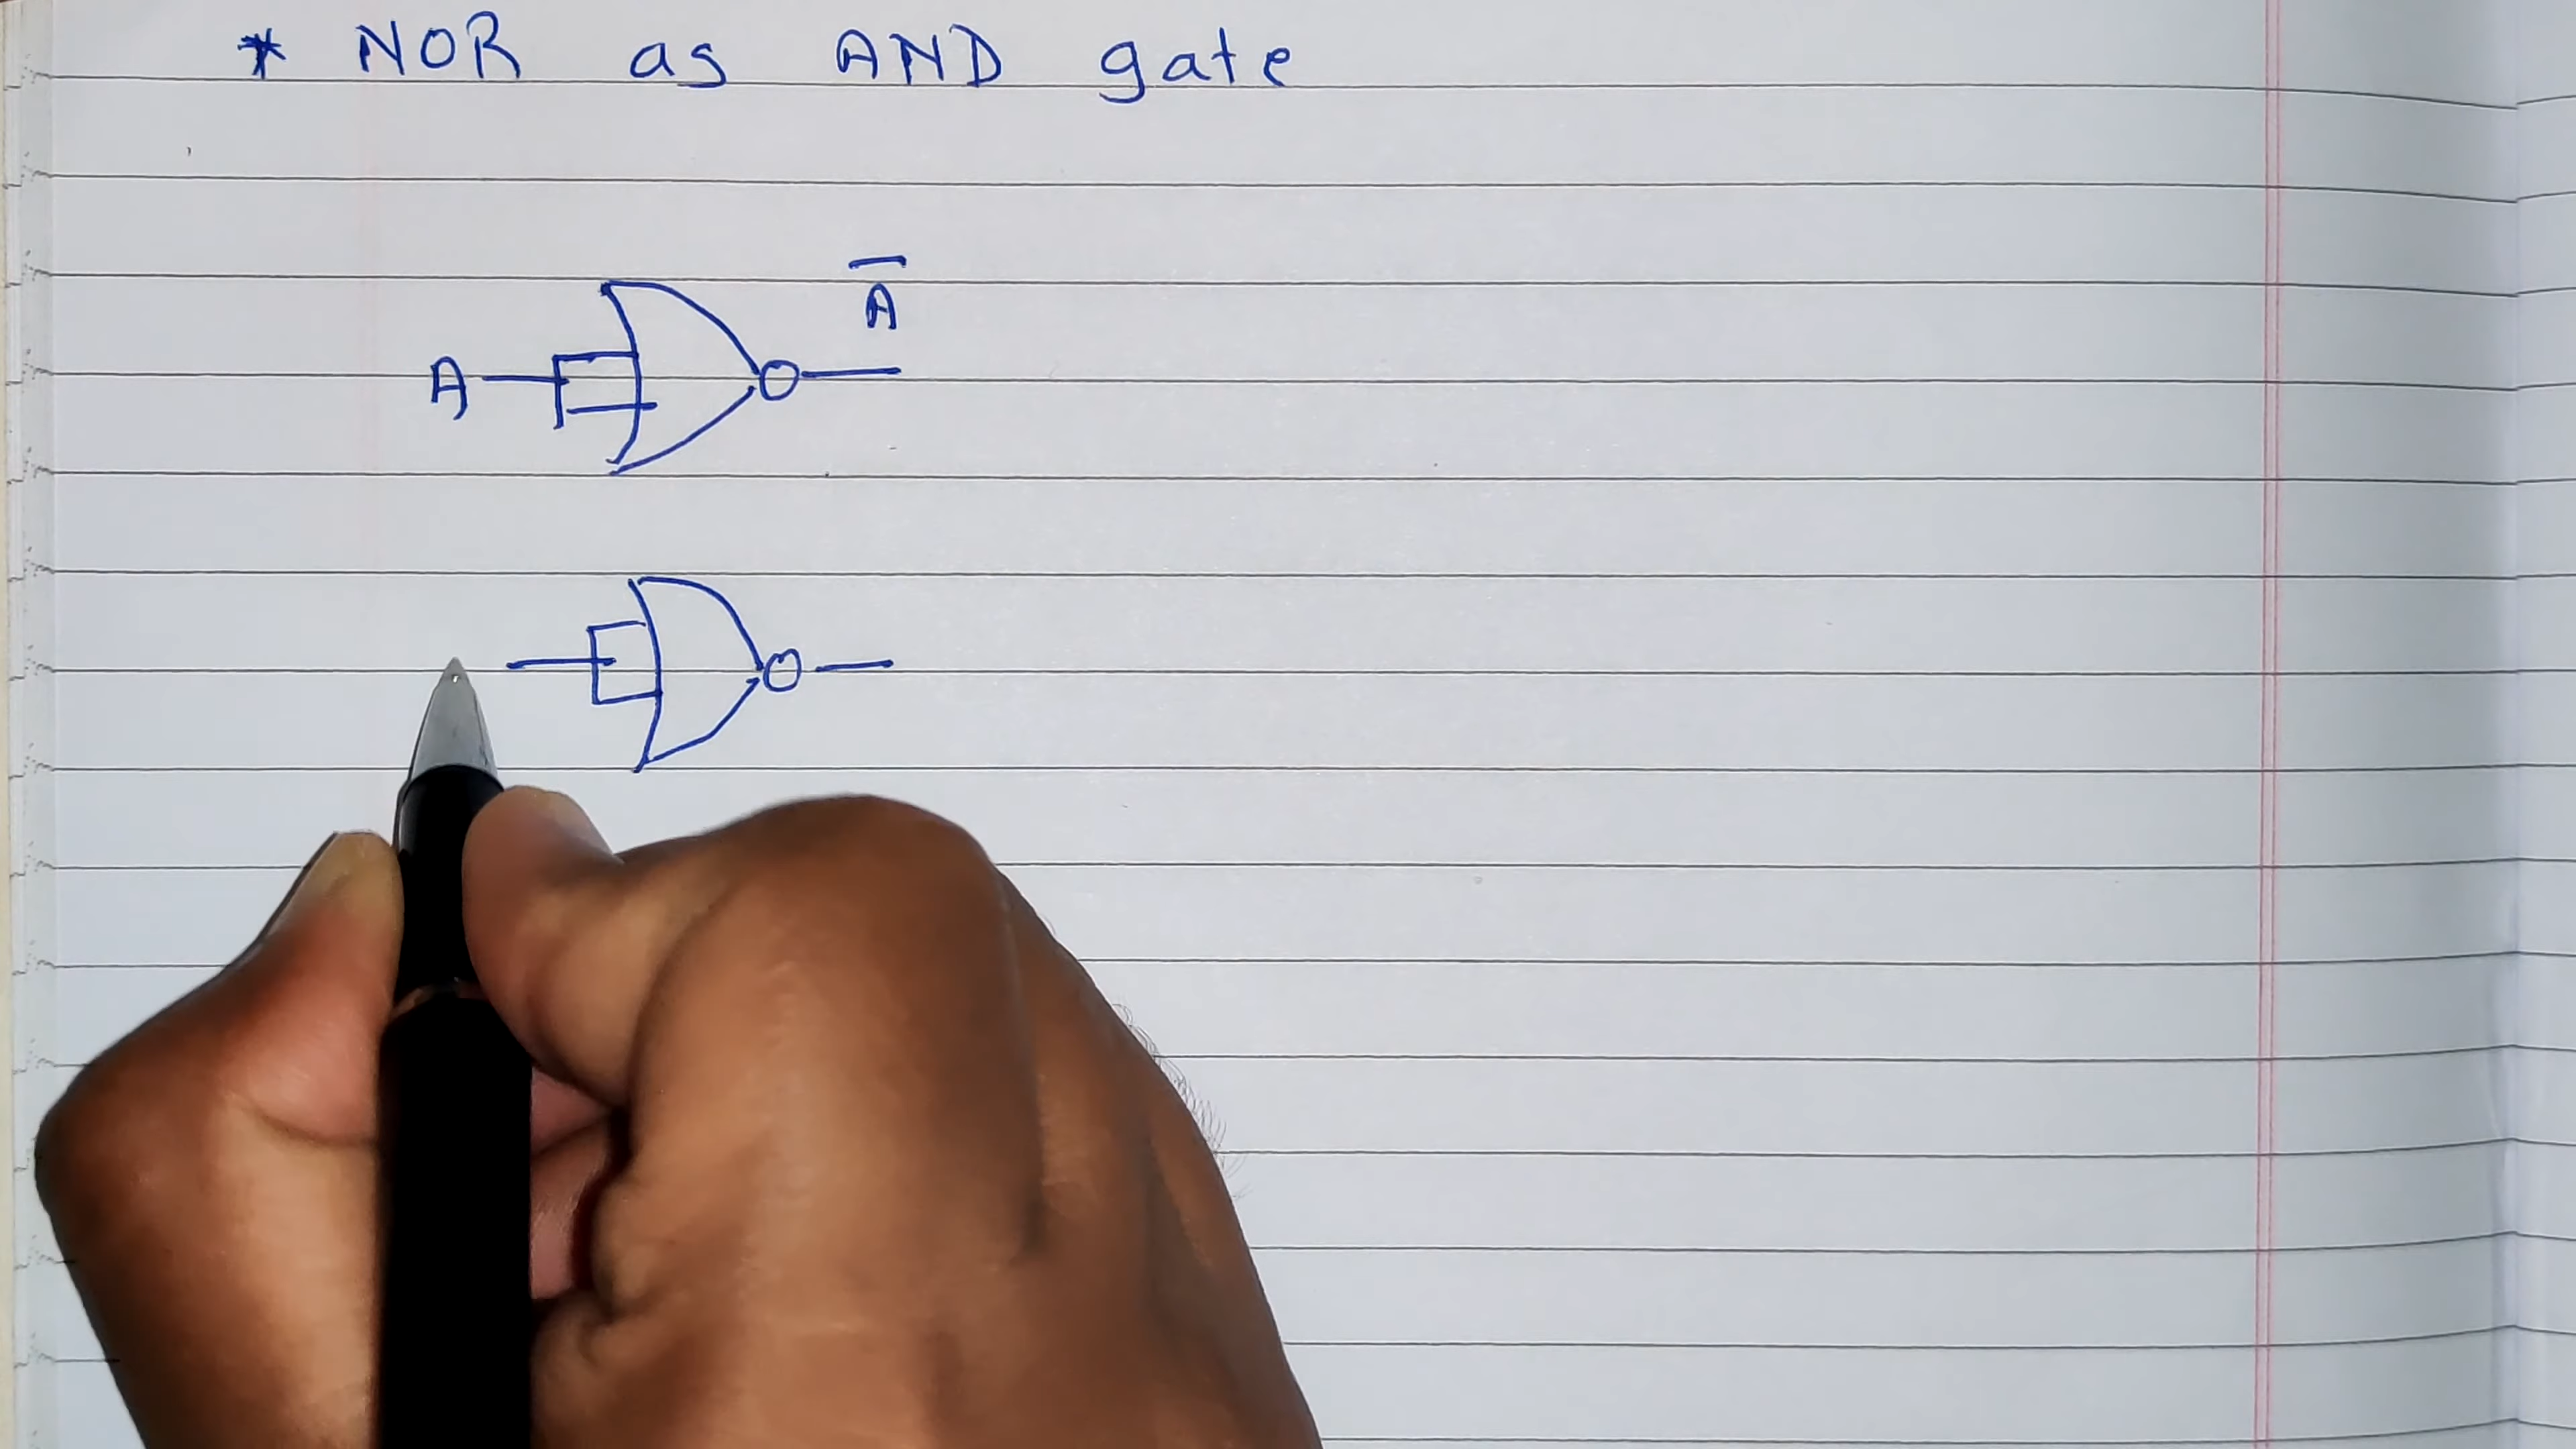 * NOR as AND gate
A̅
A